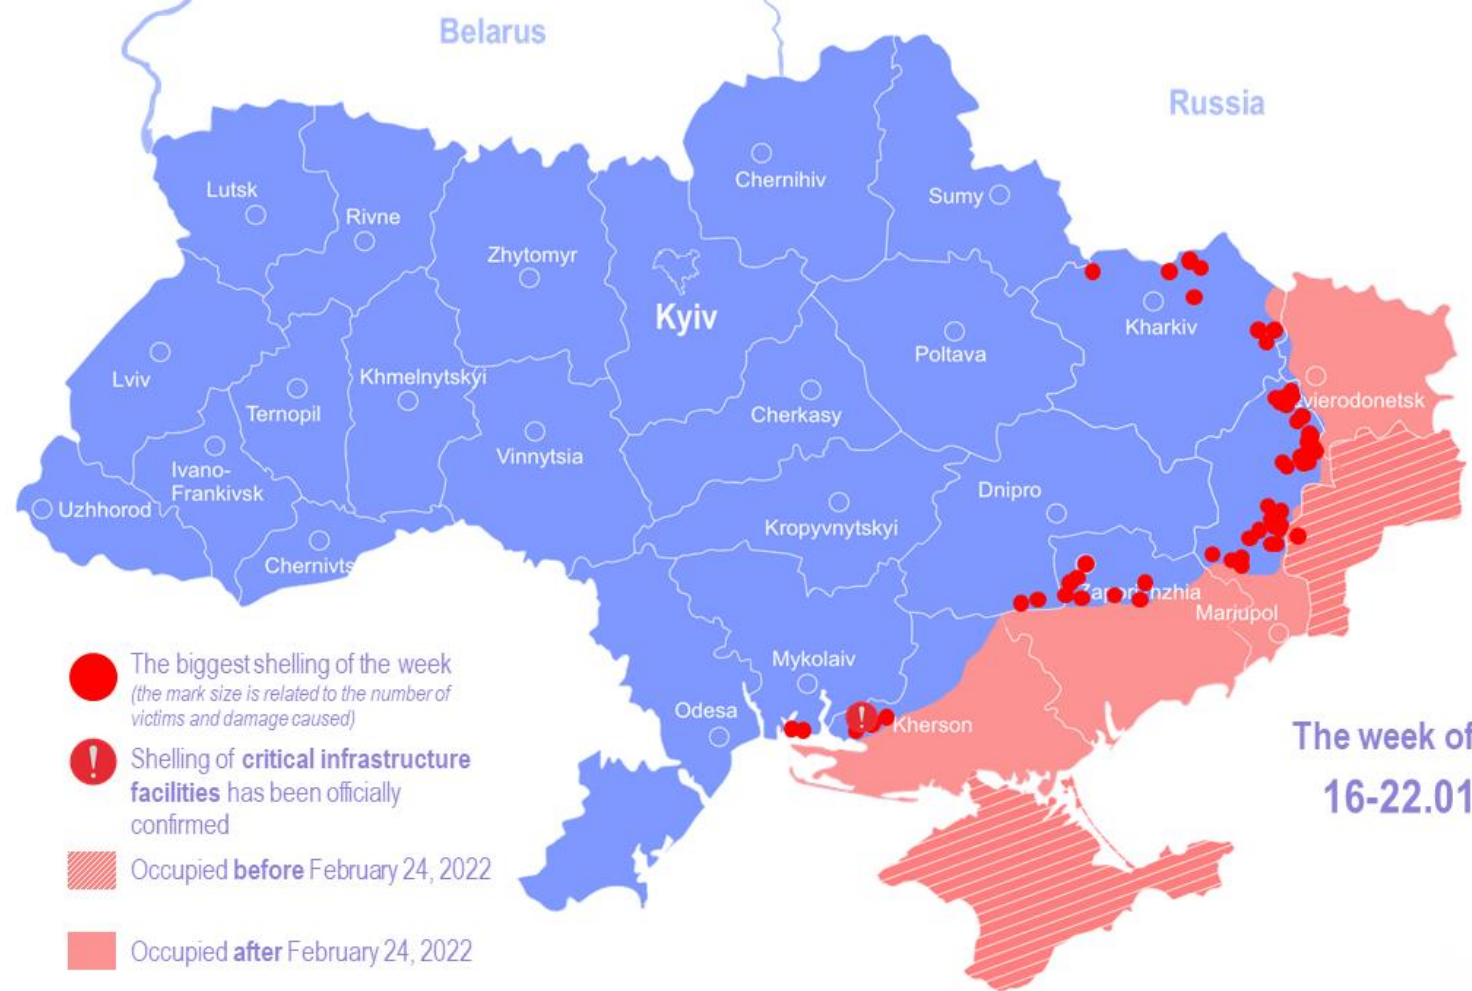 Belarus
Russia
Chernihiv
Sumy
Lutsk
Rivne
Zhytomyr
Kyiv
Kharkiv
Poltava
Lviv
Khmelnytskyi
Ternopil
Cherkasy
vierodonetsk
Ivano-
Frankivsk
Vinnytsia
Dnipro
Uzhhorod
Kropyvnytskyi
Chernivts
Zapor nzhia
Mariupol
Mykolaiv
Odesa
Kherson
The biggest shelling of the week
(the mark size is related to the number of
victims and damage caused)
! Shelling of critical infrastructure
facilities has been officially
confirmed
Occupied before February 24, 2022
Occupied after February 24, 2022
The week of
16-22.01
!